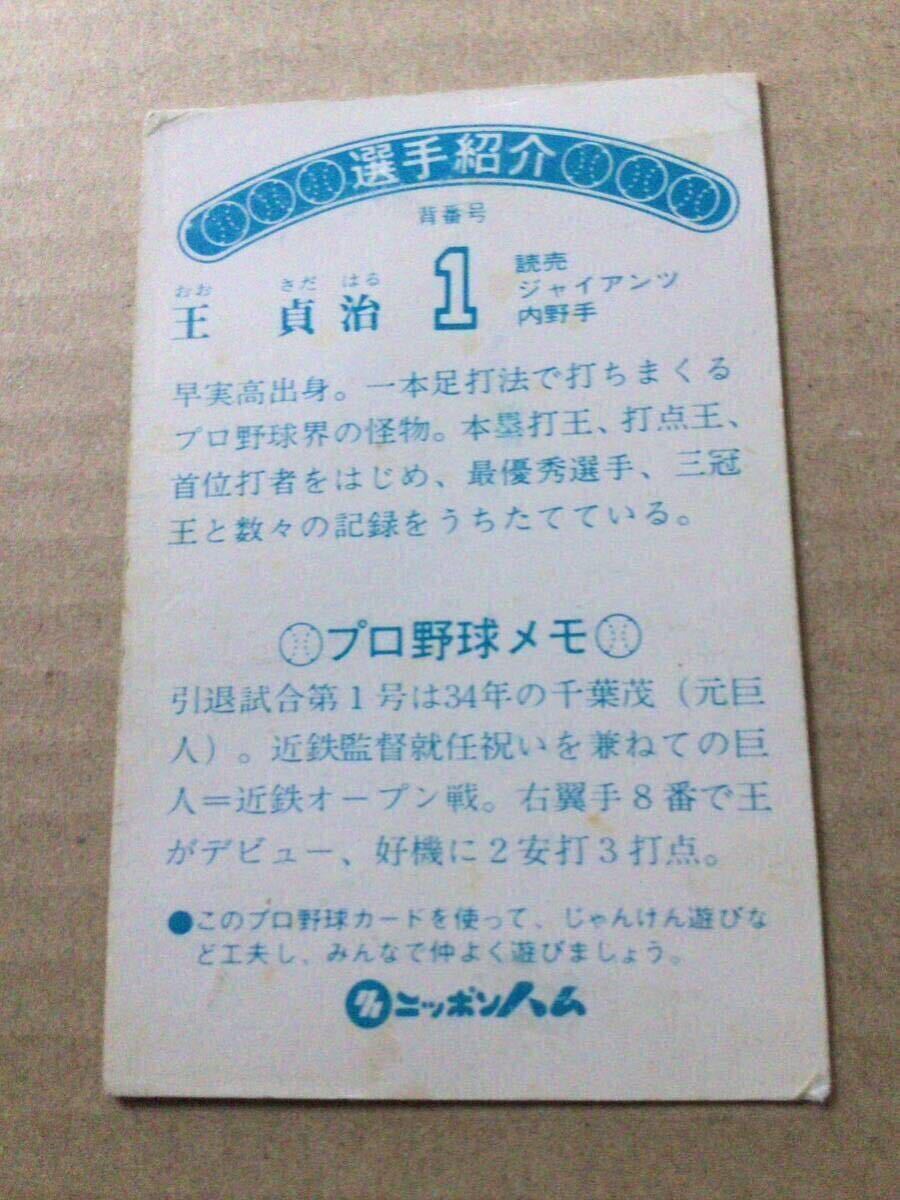 選手紹介
背番号
おお さだ はる
王 貞治
1
読売
ジャイアンツ
内野手
早実高出身。一本足打法で打ちまくる
プロ野球界の怪物。本塁打王、打点王、
首位打者をはじめ、最優秀選手、三冠
王と数々の記録をうちたてている。
プロ野球メモ
引退試合第1号は34年の千葉茂(元巨
人)。近鉄監督就任祝いを兼ねての巨
人=近鉄オープン戦。右翼手8番で王
がデビュー、好機に2安打3打点。
●このプロ野球カードを使って、じゃんけん遊びな
ど工夫し、みんなで仲よく遊びましょう。
ニッポンハム